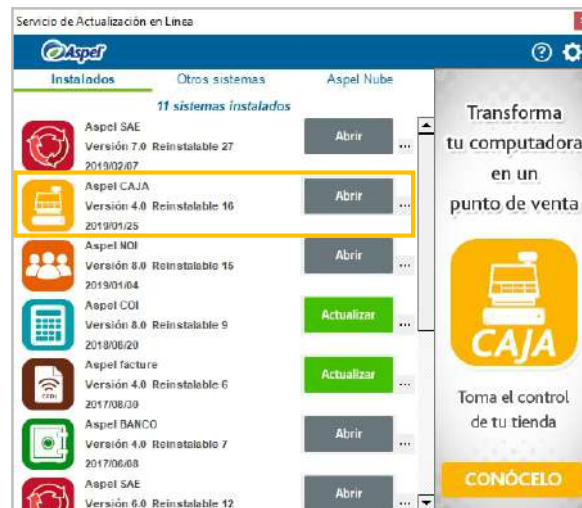 Servicio de Actualización en Línea
Aspel
Instalados Otros sistemas Aspel Nube
11 sistemas instalados
Aspel SAE
Versión 7.0 Reinstalable 27
2019/02/07
Abrir ...
Aspel CAJA
Versión 4.0 Reinstalable 16
2019/01/25
Abrir ...
Aspel NOI
Versión 8.0 Reinstalable 15
2019/01/04
Abrir ...
Aspel COI
Versión 8.0 Reinstalable 9
2018/08/20
Actualizar ...
Aspel facture
Versión 4.0 Reinstalable 6
2017/08/30
Actualizar ...
CFDI
Aspel BANCO
Versión 4.0 Reinstalable 7
2017/06/08
Abrir ...
Aspel SAE
Versión 6.0 Reinstalable 12
Abrir ...
Transforma
tu computadora
en un
punto de venta
CAJA
Toma el control
de tu tienda
CONÓCELO